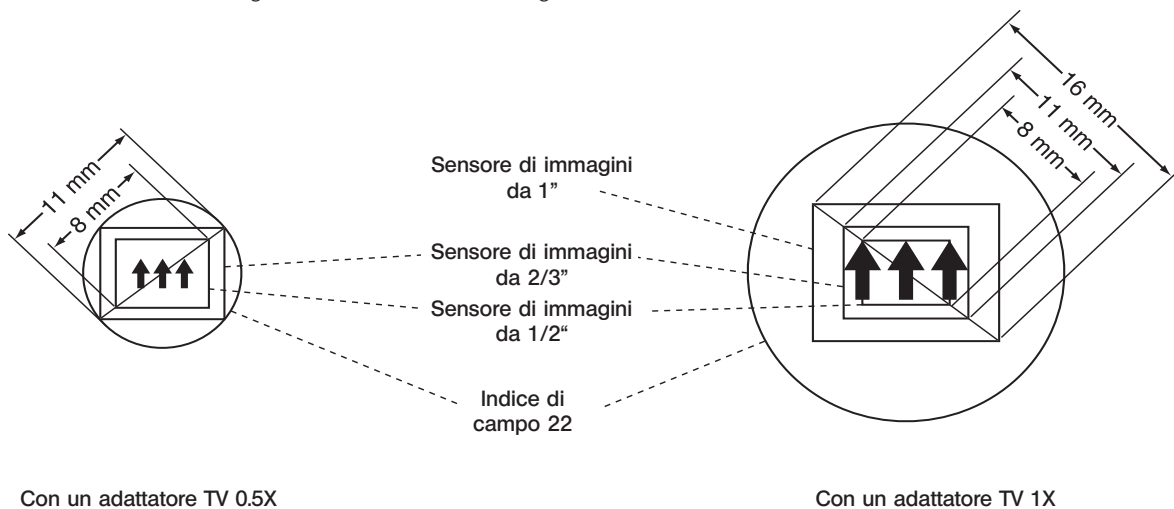 11 mm
8 mm
16 mm
11 mm
8 mm
Sensore di immagini
da 1”
Sensore di immagini
da 2/3”
Sensore di immagini
da 1/2“
Indice di
campo 22
Con un adattatore TV 0.5X
Con un adattatore TV 1X